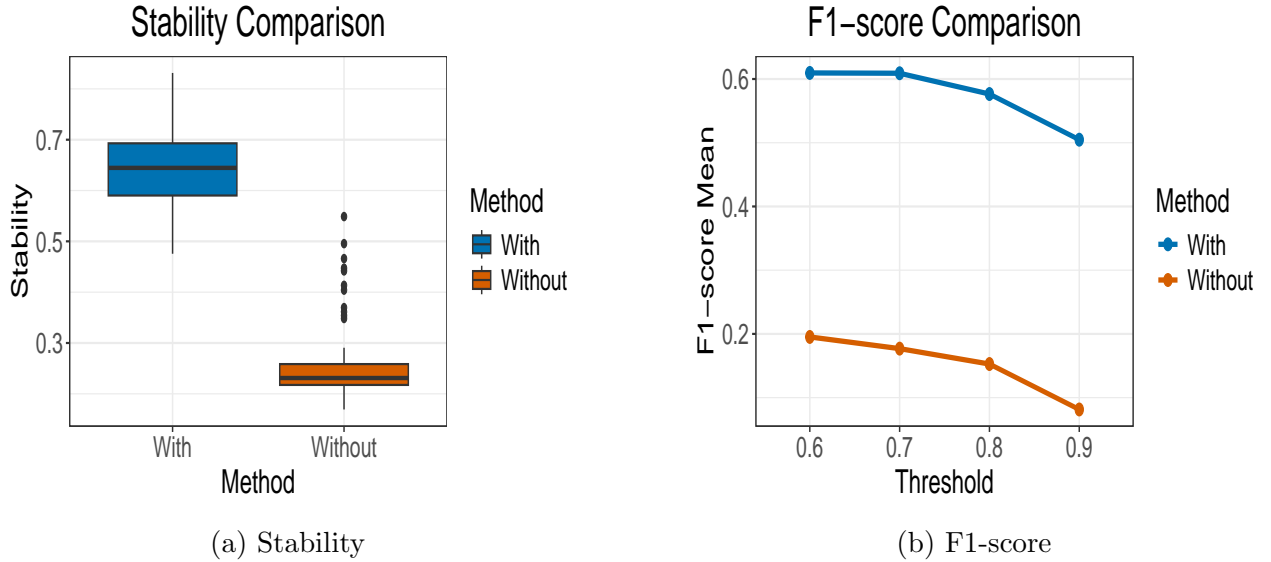 Stability Comparison
Stability
0.7
0.5
0.3
With
Without
Method
Method
With
Without
(a) Stability
F1−score Comparison
F1−score Mean
0.6
0.4
0.2
0.6
0.7
0.8
0.9
Threshold
Method
With
Without
(b) F1-score